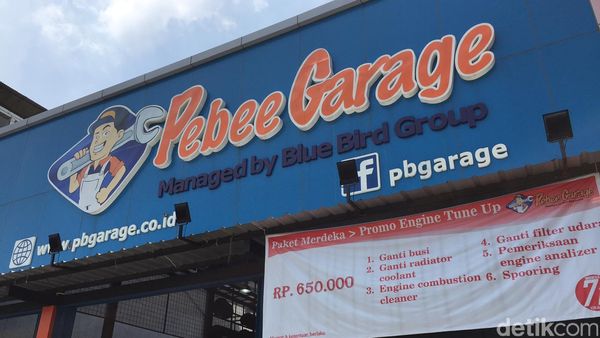 Pebee Garage
Managed by Blue Bird Group
pbgarage
www.pbgarage.co.id
Paket Merdeka > Promo Engine Tune Up
Pebee Garage
RP. 650.000
1. Ganti busi
2. Ganti radiator
coolant
3. Engine combustion
cleaner
4. Ganti filter udara
5. Pemeriksaan
engine analizer
6. Spooring
7
detikcom